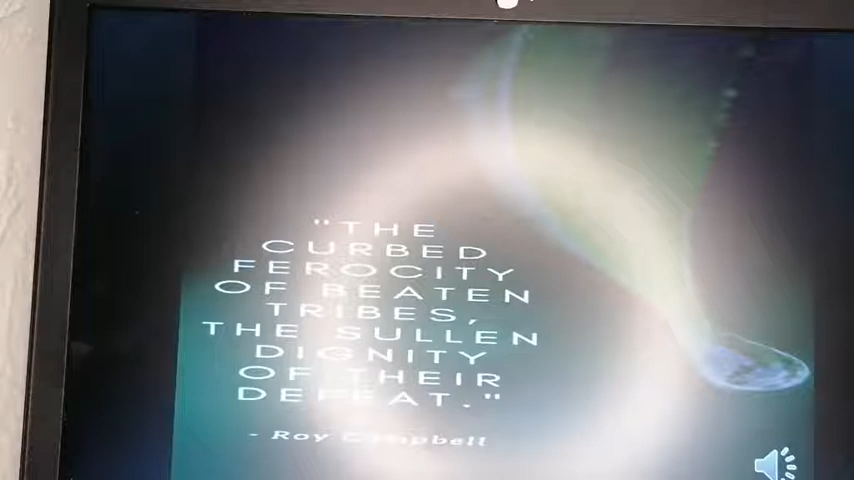 "THE
CURBED
FEROCITY
OF BEATEN
TRIBES,
THE SULLEN
DIGNITY
OF THEIR
DEFEAT."
- Roy Campbell